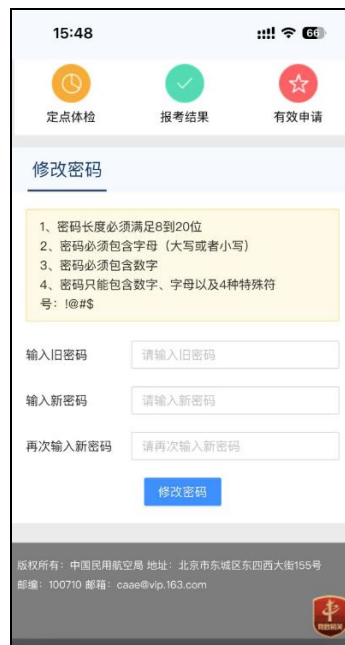 15:48
66
定点体检
报考结果
有效申请
修改密码
1、密码长度必须满足8到20位
2、密码必须包含字母（大写或者小写）
3、密码必须包含数字
4、密码只能包含数字、字母以及4种特殊符
号：!@#$
输入旧密码 请输入旧密码
输入新密码 请输入新密码
再次输入新密码 请再次输入新密码
修改密码
版权所有：中国民用航空局 地址：北京市东城区东四西大街155号
邮编：100710 邮箱：caae@vip.163.com
党政机关